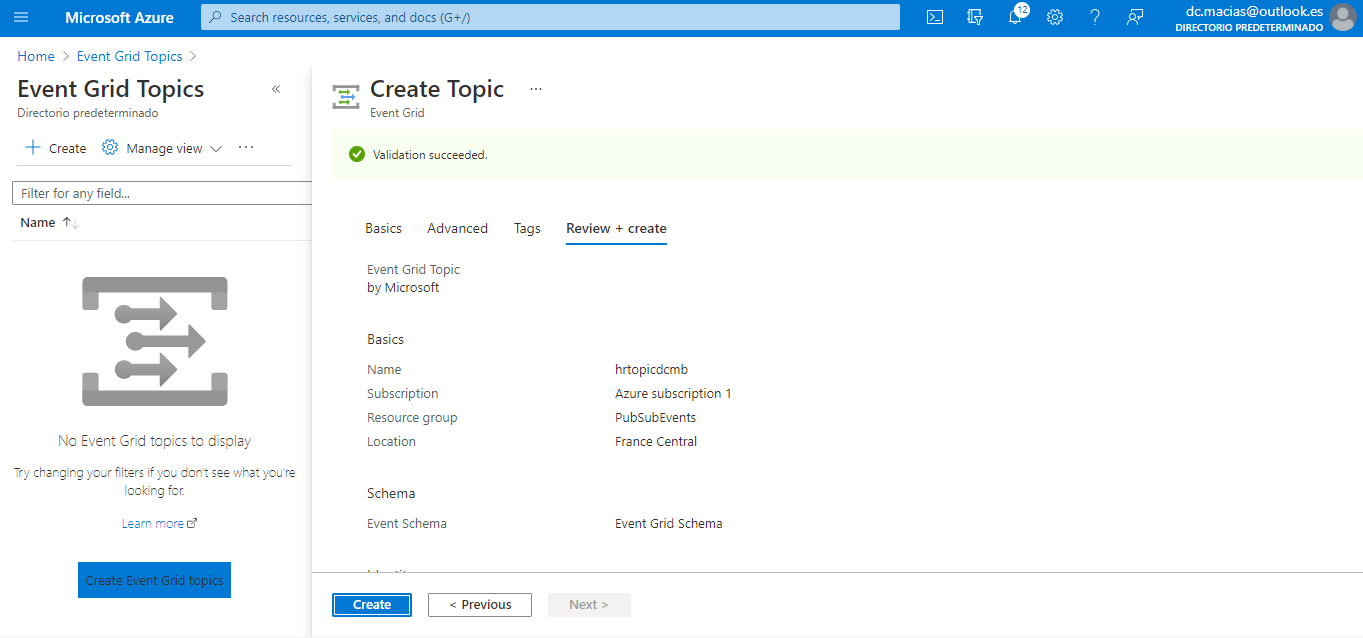 Microsoft Azure
Search resources, services, and docs (G+/)
12
dc.macias@outlook.es
DIRECTORIO PREDETERMINADO
Home > Event Grid Topics >
Event Grid Topics
«
Directorio predeterminado
+ Create
Manage view
...
Filter for any field...
Name ↑↓
No Event Grid topics to display
Try changing your filters if you don't see what you're
looking for.
Learn more
Create Event Grid topics
Create Topic
...
Event Grid
Validation succeeded.
Basics Advanced Tags Review + create
Event Grid Topic
by Microsoft
Basics
Name hrtopicdcmb
Subscription Azure subscription 1
Resource group PubSubEvents
Location France Central
Schema
Event Schema Event Grid Schema
Create
< Previous
Next >